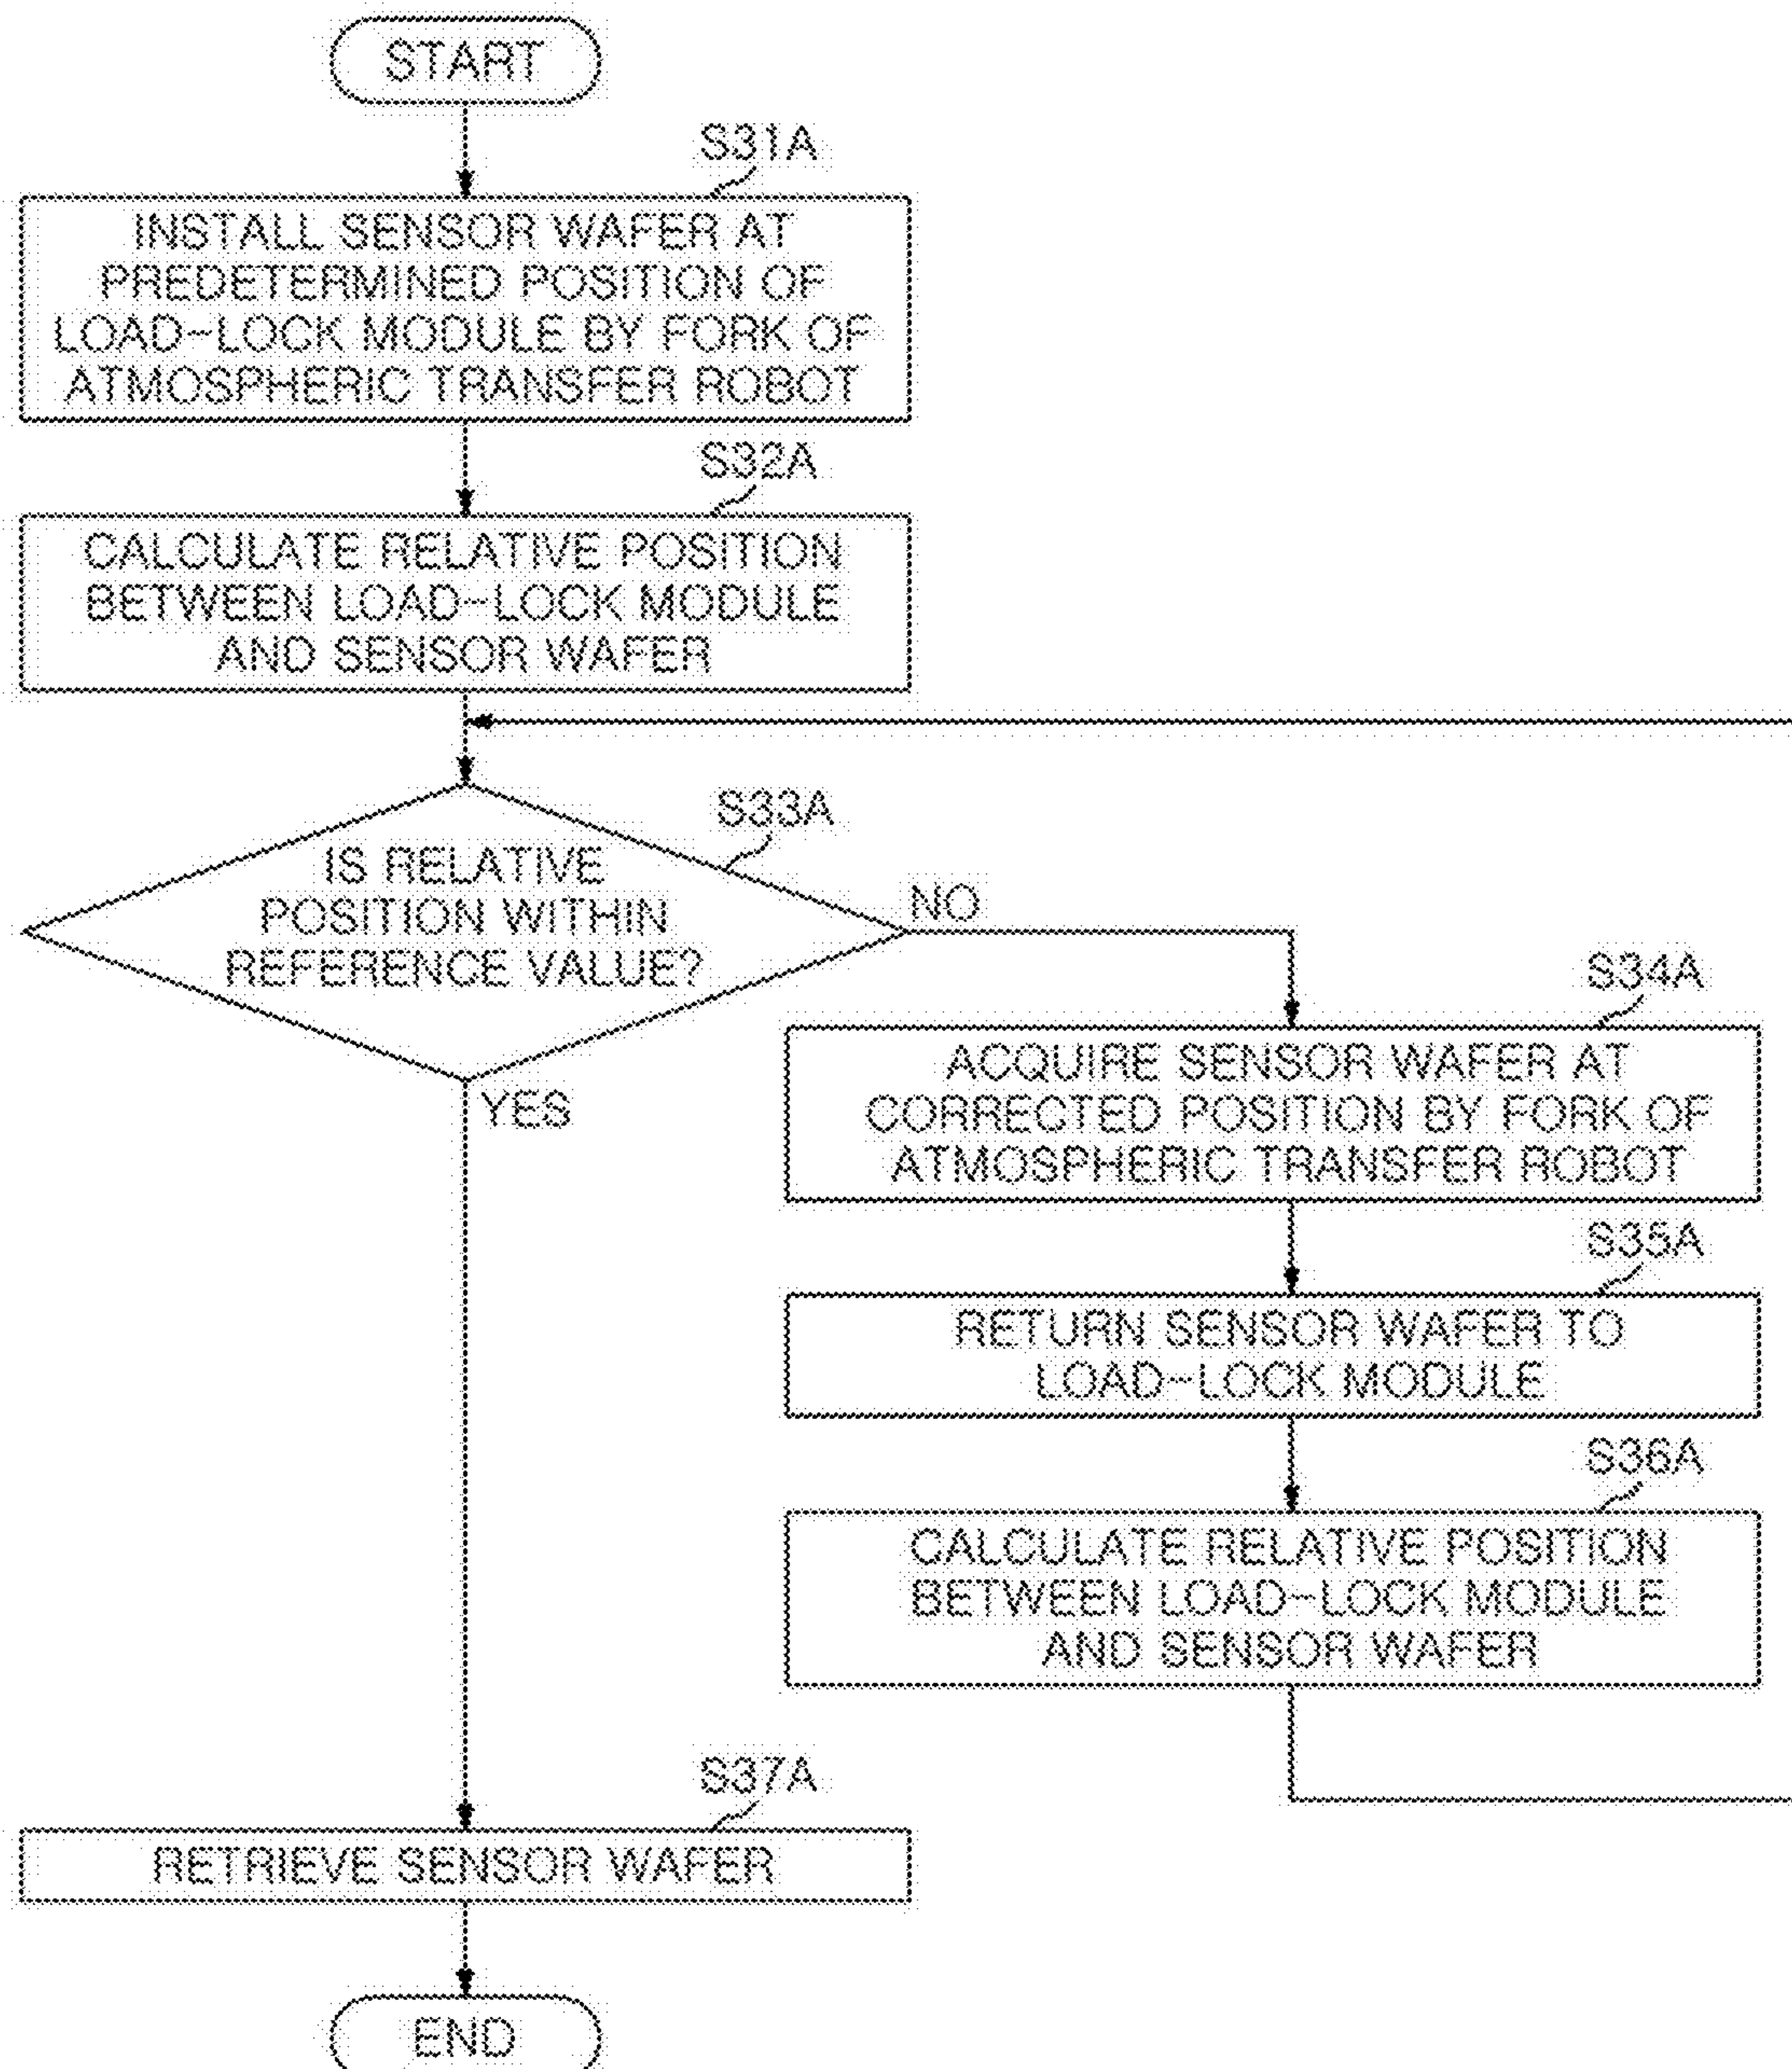 START
S31A
INSTALL SENSOR WAFER AT
PREDETERMINED POSITION OF
LOAD-LOCK MODULE BY FORK OF
ATMOSPHERIC TRANSFER ROBOT
S32A
CALCULATE RELATIVE POSITION
BETWEEN LOAD-LOCK MODULE
AND SENSOR WAFER
S33A
IS RELATIVE
POSITION WITHIN
REFERENCE VALUE?
NO
YES
S34A
ACQUIRE SENSOR WAFER AT
CORRECTED POSITION BY FORK OF
ATMOSPHERIC TRANSFER ROBOT
S35A
RETURN SENSOR WAFER TO
LOAD-LOCK MODULE
S36A
CALCULATE RELATIVE POSITION
BETWEEN LOAD-LOCK MODULE
AND SENSOR WAFER
S37A
RETRIEVE SENSOR WAFER
END